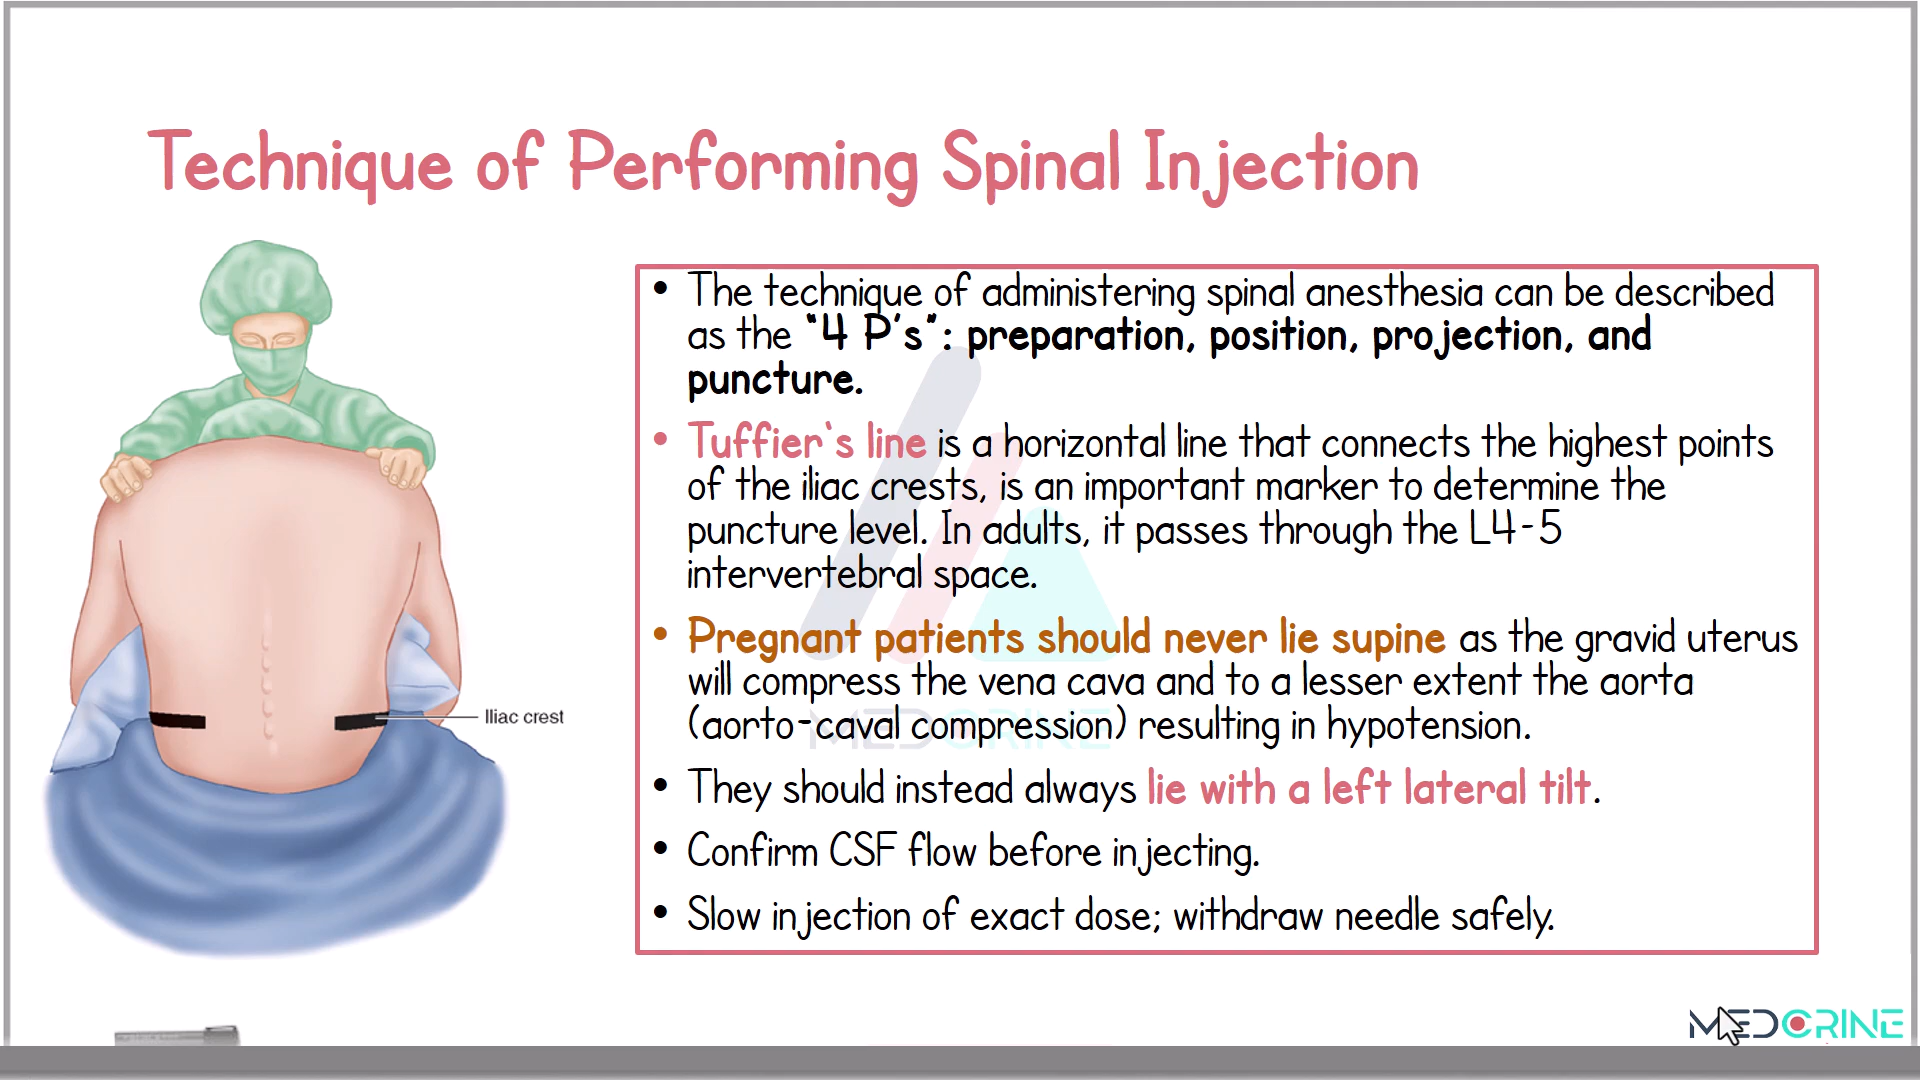 Technique of Performing Spinal Injection
• The technique of administering spinal anesthesia can be described
as the “4 P’s”: preparation, position, projection, and
puncture.
• Tuffier’s line is a horizontal line that connects the highest points
of the iliac crests, is an important marker to determine the
puncture level. In adults, it passes through the L4-5
intervertebral space.
• Pregnant patients should never lie supine as the gravid uterus
will compress the vena cava and to a lesser extent the aorta
(aorto-caval compression) resulting in hypotension.
• They should instead always lie with a left lateral tilt.
• Confirm CSF flow before injecting.
• Slow injection of exact dose; withdraw needle safely.
Iliac crest
MEDCRINE
MEDCRINE